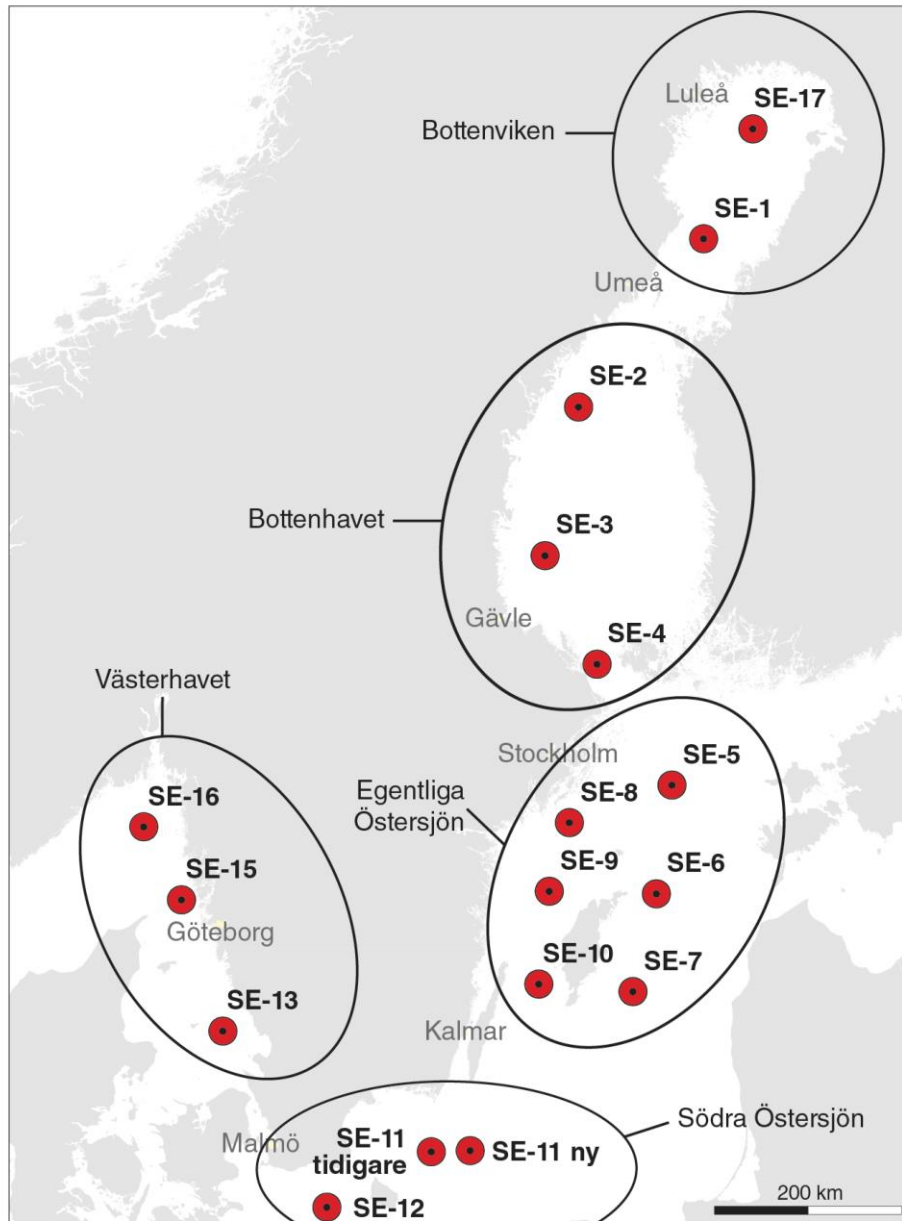 Luleå
SE-17
Bottenviken
SE-1
Umeå
SE-2
Bottenhavet
SE-3
Gävle
SE-4
Västerhavet
Stockholm
SE-5
SE-16
Egentliga
Östersjön
SE-8
SE-15
SE-9
SE-6
Göteborg
SE-10
SE-7
SE-13
Kalmar
Södra Östersjön
Malmö
SE-11
tidigare
SE-11 ny
SE-12
200 km